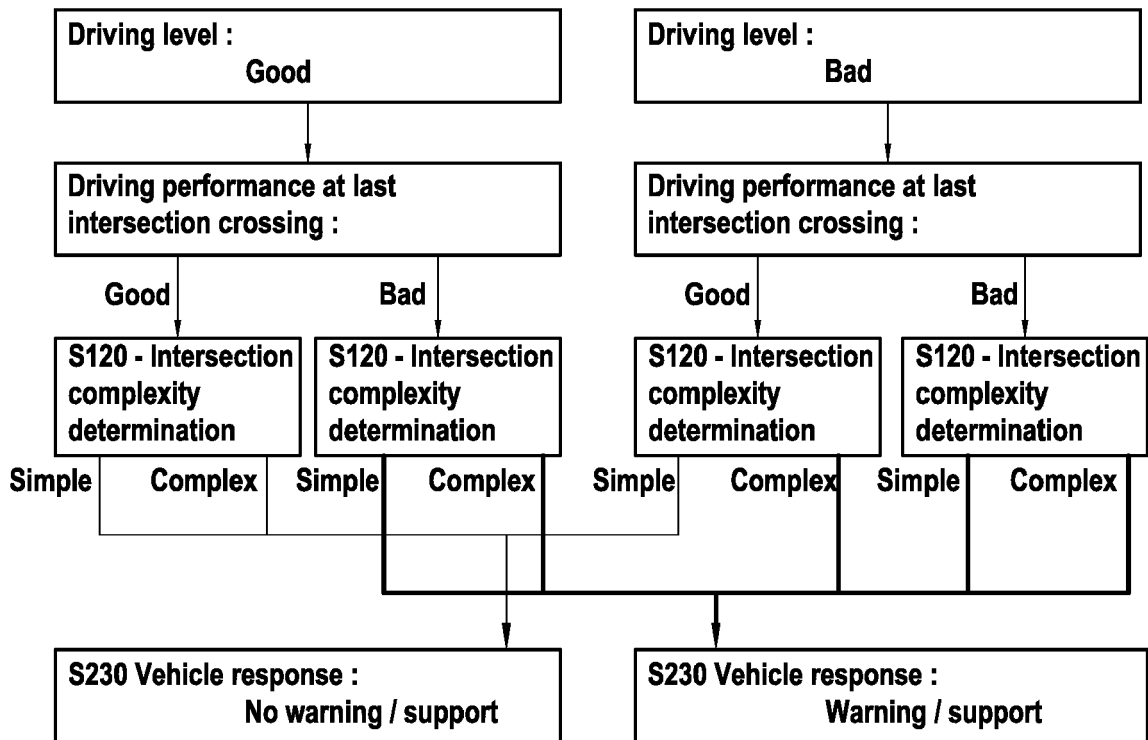 Driving level :
Good
Driving level :
Bad
Driving performance at last
intersection crossing :
Driving performance at last
intersection crossing :
Good
Bad
Good
Bad
S120 - Intersection
complexity
determination
S120 - Intersection
complexity
determination
S120 - Intersection
complexity
determination
S120 - Intersection
complexity
determination
Simple
Complex
Simple
Complex
Simple
Complex
Simple
Complex
S230 Vehicle response :
No warning / support
S230 Vehicle response :
Warning / support